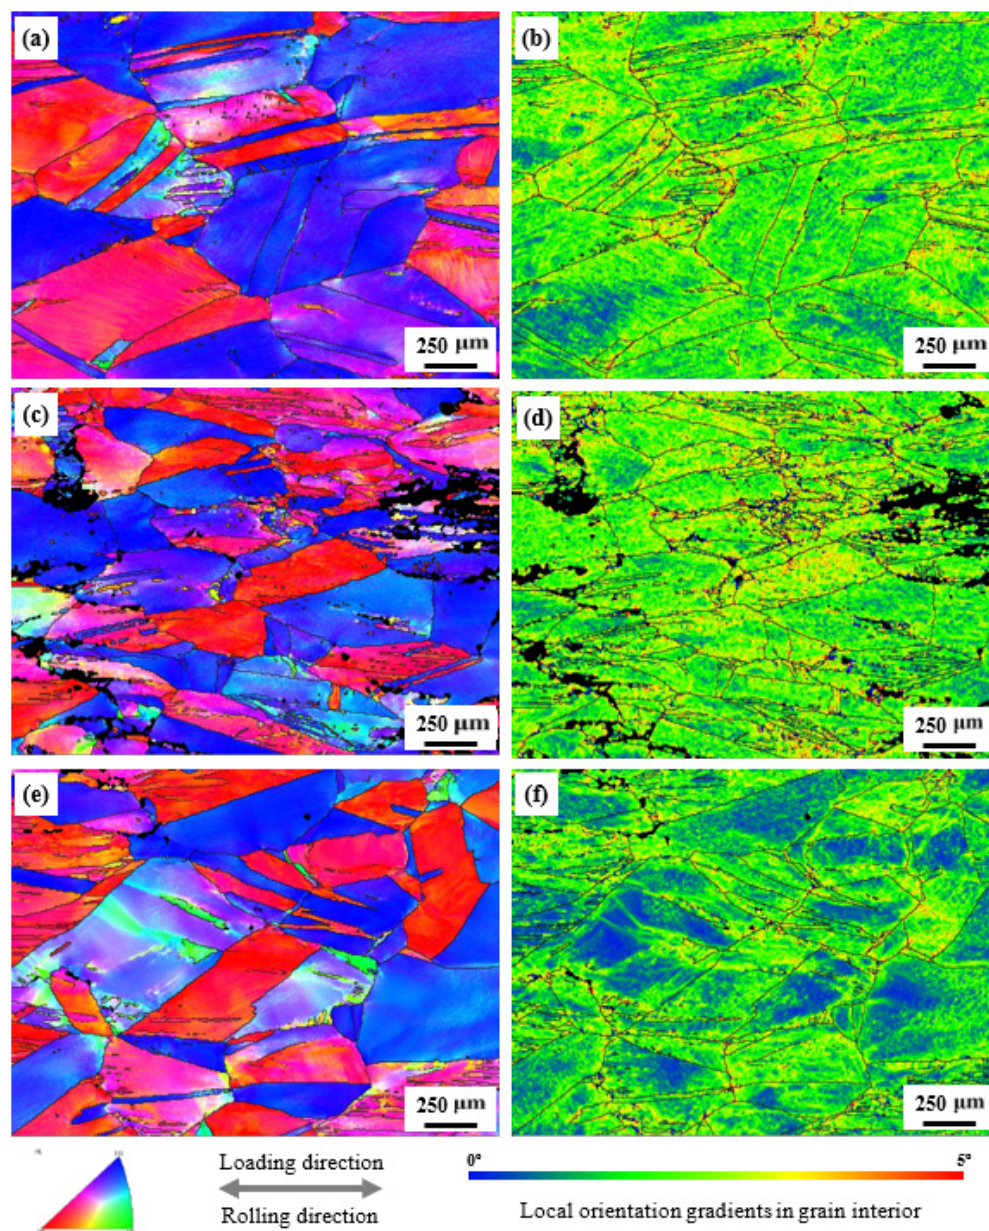 (a)
(b)
250 μm
250 μm
(c)
(d)
250 μm
250 μm
(e)
(f)
250 μm
250 μm
Loading direction
Rolling direction
0°
5°
Local orientation gradients in grain interior